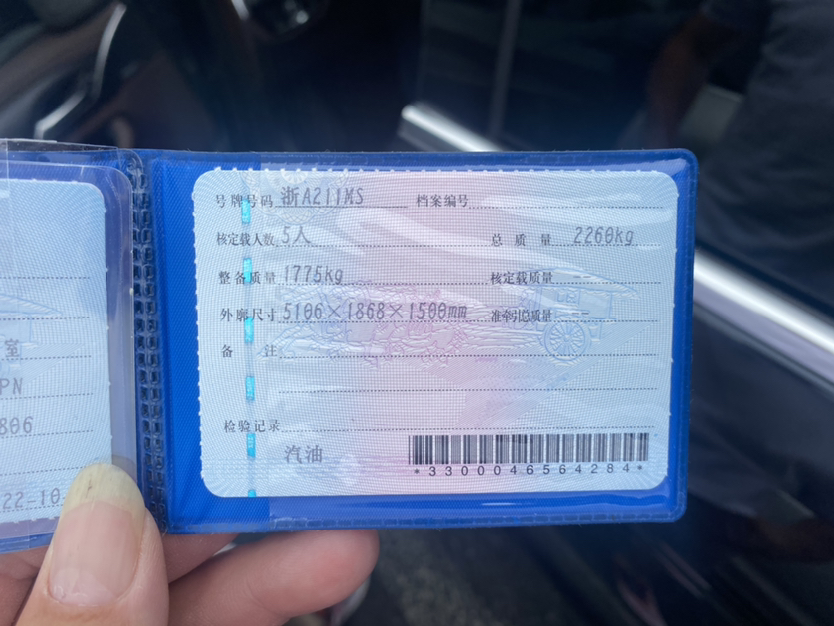 号牌号码 浙A211MS 档案编号
核定载人数 5人 总质量 2260kg
整备质量 1775kg 核定载质量 --
外廓尺寸 5106×1868×1500mm 准牵引总质量 --
备注
检验记录
汽油
*3300046564284*
室
PN
806
22-10-